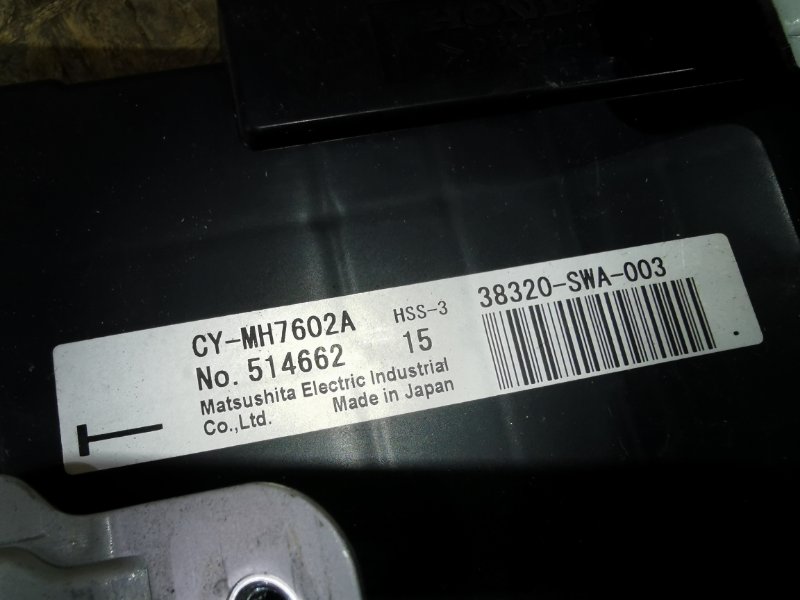 CY-MH7602A
HSS-3
38320-SWA-003
No. 514662
15
Matsushita Electric Industrial
Co.,Ltd.
Made in Japan
T